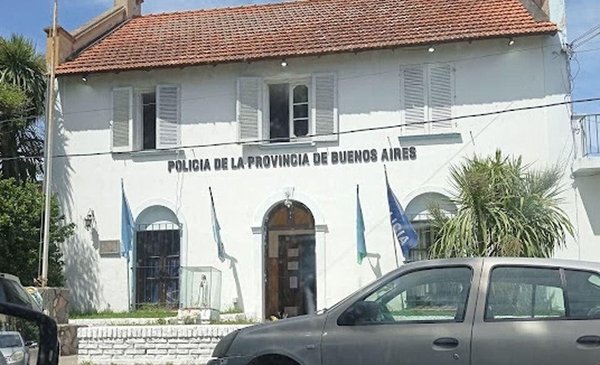 POLICIA DE LA PROVINCIA DE BUENOS AIRES